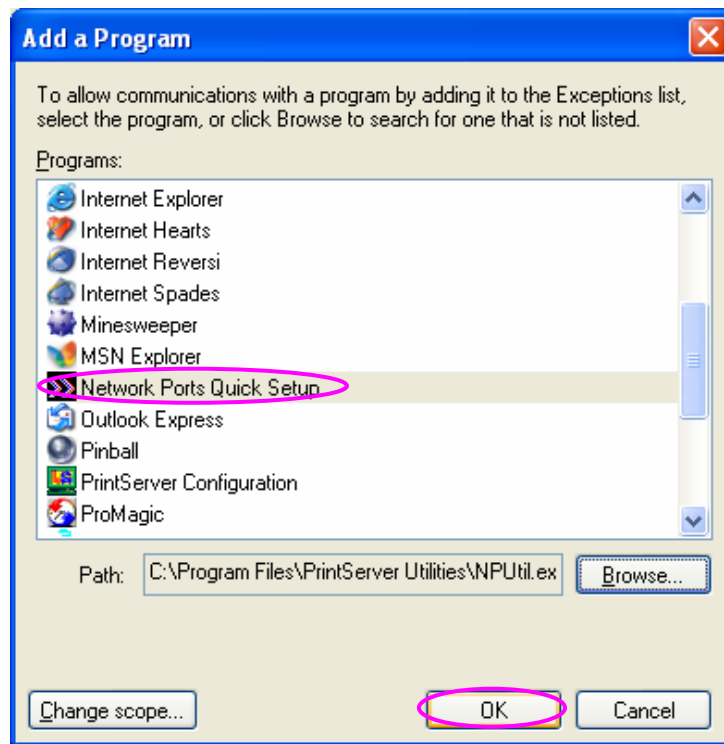 Add a Program
To allow communications with a program by adding it to the Exceptions list,
select the program, or click Browse to search for one that is not listed.
Programs:
Internet Explorer
Internet Hearts
Internet Reversi
Internet Spades
Minesweeper
MSN Explorer
Network Ports Quick Setup
Outlook Express
Pinball
PrintServer Configuration
ProMagic
Path: C:\Program Files\PrintServer Utilities\NPUtil.ex Browse...
Change scope... OK Cancel